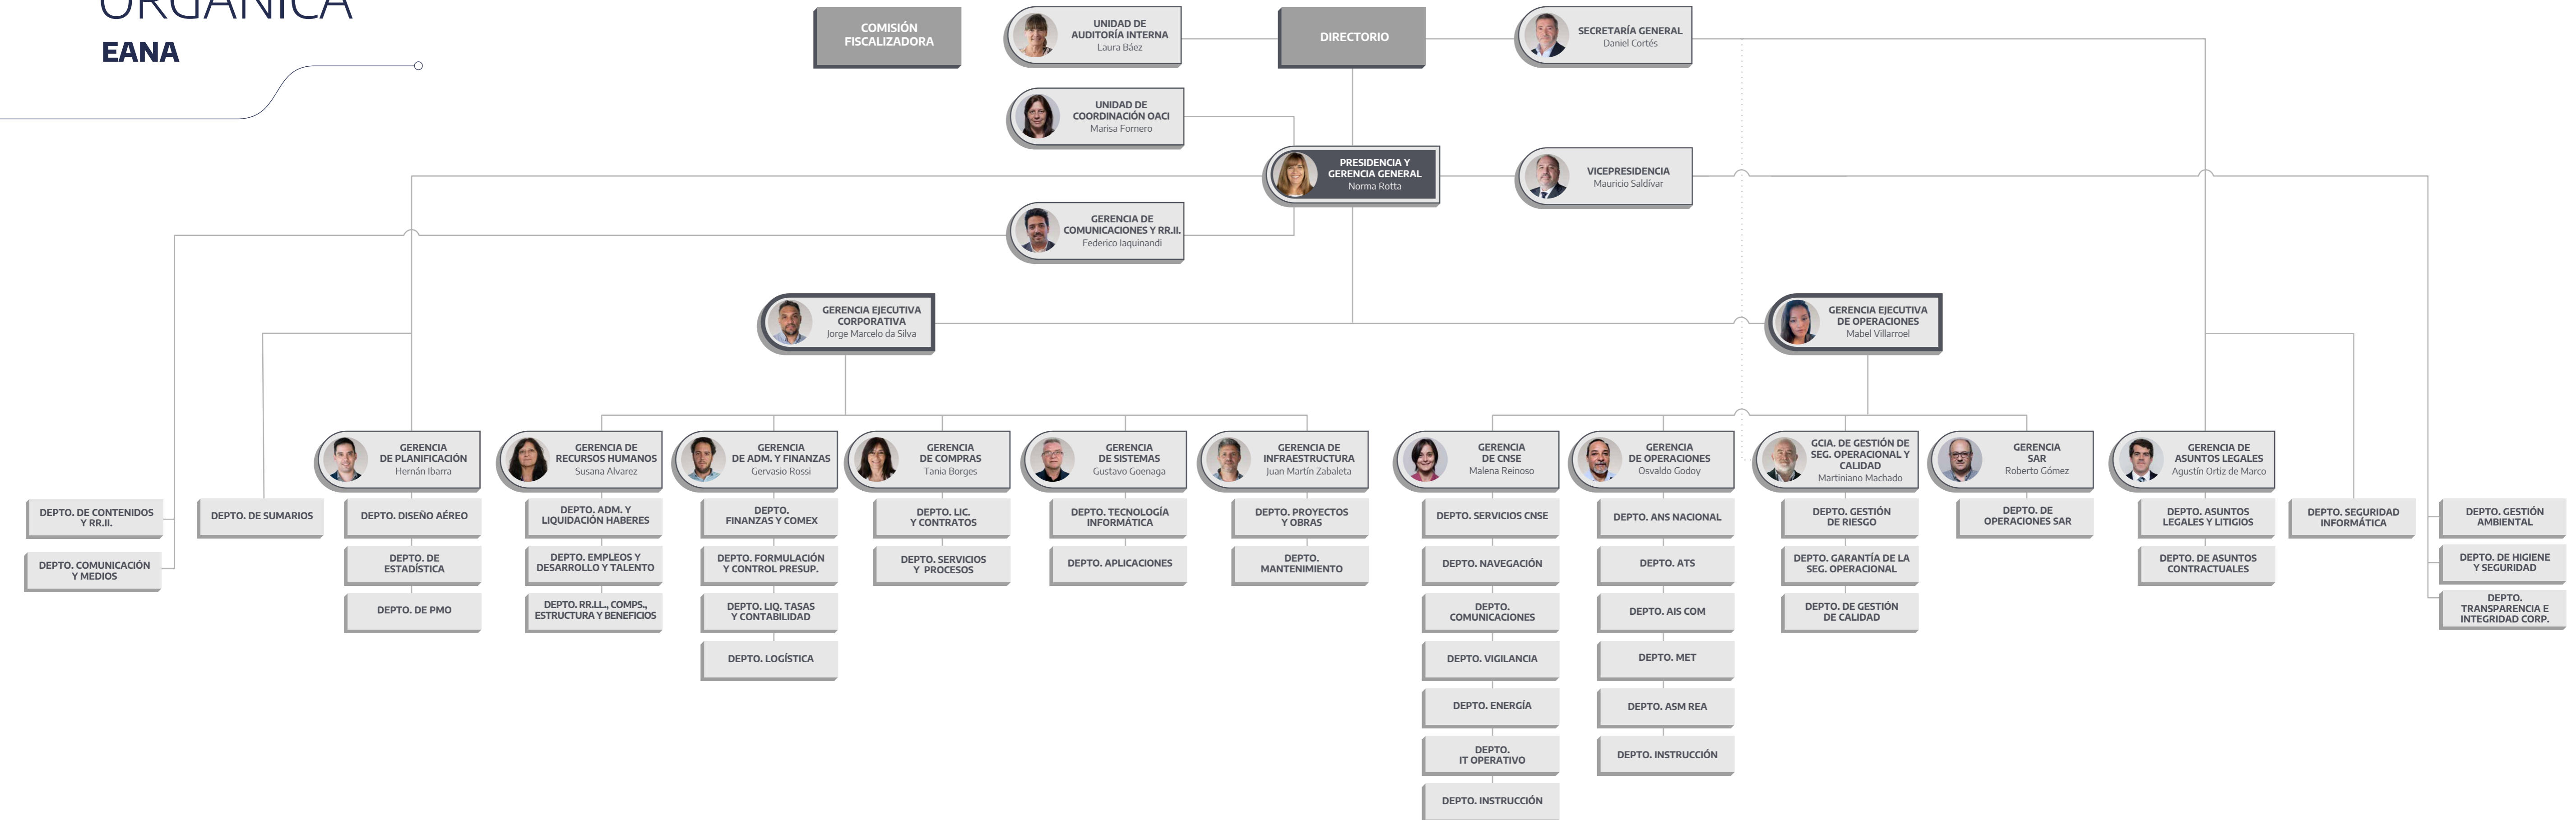 ORGÁNICA
EANA
COMISIÓN
FISCALIZADORA
UNIDAD DE
AUDITORÍA INTERNA
Laura Báez
DIRECTORIO
SECRETARÍA GENERAL
Daniel Cortés
UNIDAD DE
COORDINACIÓN OACI
Marisa Fornero
PRESIDENCIA Y
GERENCIA GENERAL
Norma Rotta
VICEPRESIDENCIA
Mauricio Saldívar
GERENCIA DE
COMUNICACIONES Y RR.II.
Federico Iaquinandi
GERENCIA EJECUTIVA
CORPORATIVA
Jorge Marcelo da Silva
GERENCIA EJECUTIVA
DE OPERACIONES
Mabel Villarroel
GERENCIA
DE PLANIFICACIÓN
Hernán Ibarra
GERENCIA DE
RECURSOS HUMANOS
Susana Alvarez
GERENCIA
DE ADM. Y FINANZAS
Gervasio Rossi
GERENCIA
DE COMPRAS
Tania Borges
GERENCIA
DE SISTEMAS
Gustavo Goenaga
GERENCIA DE
INFRAESTRUCTURA
Juan Martín Zabaleta
GERENCIA
DE CNSE
Malena Reinoso
GERENCIA
DE OPERACIONES
Osvaldo Godoy
GCIA. DE GESTIÓN DE
SEG. OPERACIONAL Y
CALIDAD
Martiniano Machado
GERENCIA
SAR
Roberto Gómez
GERENCIA DE
ASUNTOS LEGALES
Agustín Ortiz de Marco
DEPTO. DE CONTENIDOS
Y RR.II.
DEPTO. COMUNICACIÓN
Y MEDIOS
DEPTO. DE SUMARIOS
DEPTO. DISEÑO AÉREO
DEPTO. DE
ESTADÍSTICA
DEPTO. DE PMO
DEPTO. ADM. Y
LIQUIDACIÓN HABERES
DEPTO. EMPLEOS Y
DESARROLLO Y TALENTO
DEPTO. RR.LL., COMPS.,
ESTRUCTURA Y BENEFICIOS
DEPTO.
FINANZAS Y COMEX
DEPTO. FORMULACIÓN
Y CONTROL PRESUP.
DEPTO. LIQ. TASAS
Y CONTABILIDAD
DEPTO. LOGÍSTICA
DEPTO. LIC.
Y CONTRATOS
DEPTO. SERVICIOS
Y PROCESOS
DEPTO. TECNOLOGÍA
INFORMÁTICA
DEPTO. APLICACIONES
DEPTO. PROYECTOS
Y OBRAS
DEPTO.
MANTENIMIENTO
DEPTO. SERVICIOS CNSE
DEPTO. NAVEGACIÓN
DEPTO.
COMUNICACIONES
DEPTO. VIGILANCIA
DEPTO. ENERGÍA
DEPTO.
IT OPERATIVO
DEPTO. INSTRUCCIÓN
DEPTO. ANS NACIONAL
DEPTO. ATS
DEPTO. AIS COM
DEPTO. MET
DEPTO. ASM REA
DEPTO. INSTRUCCIÓN
DEPTO. GESTIÓN
DE RIESGO
DEPTO. GARANTÍA DE LA
SEG. OPERACIONAL
DEPTO. DE GESTIÓN
DE CALIDAD
DEPTO. DE
OPERACIONES SAR
DEPTO. ASUNTOS
LEGALES Y LITIGIOS
DEPTO. DE ASUNTOS
CONTRACTUALES
DEPTO. SEGURIDAD
INFORMÁTICA
DEPTO. GESTIÓN
AMBIENTAL
DEPTO. DE HIGIENE
Y SEGURIDAD
DEPTO.
TRANSPARENCIA E
INTEGRIDAD CORP.